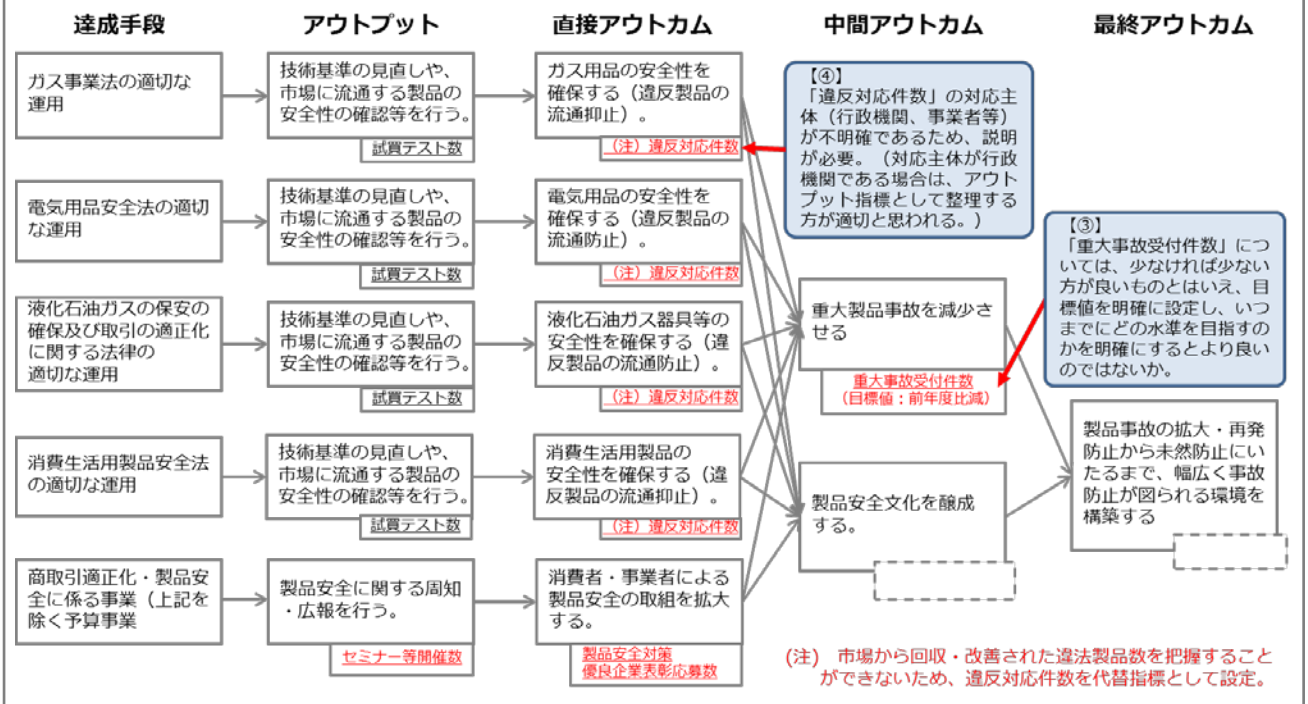 達成手段
アウトプット
直接アウトカム
中間アウトカム
最終アウトカム
ガス事業法の適切な
運用
技術基準の見直しや、
市場に流通する製品の
安全性の確認等を行う。
試買テスト数
ガス用品の安全性を
確保する（違反製品の
流通抑止）。
（注）違反対応件数
電気用品安全法の適切
な運用
技術基準の見直しや、
市場に流通する製品の
安全性の確認等を行う。
試買テスト数
電気用品の安全性を
確保する（違反製品の
流通防止）。
（注）違反対応件数
液化石油ガスの保安の
確保及び取引の適正化
に関する法律の
適切な運用
技術基準の見直しや、
市場に流通する製品の
安全性の確認等を行う。
試買テスト数
液化石油ガス器具等の
安全性を確保する（違
反製品の流通防止）。
（注）違反対応件数
消費生活用製品安全法
の適切な運用
技術基準の見直しや、
市場に流通する製品の
安全性の確認等を行う。
試買テスト数
消費生活用製品の
安全性を確保する（違
反製品の流通抑止）。
（注）違反対応件数
商取引適正化・製品安
全に係る事業（上記を
除く予算事業
製品安全に関する周知
・広報を行う。
セミナー等開催数
消費者・事業者による
製品安全の取組を拡大
する。
製品安全対策
優良企業表彰応募数
【④】
「違反対応件数」の対応主
体（行政機関、事業者等）
が不明確であるため、説明
が必要。（対応主体が行政
機関である場合は、アウト
プット指標として整理する
方が適切と思われる。）
重大製品事故を減少さ
せる
重大事故受付件数
（目標値：前年度比減）
製品安全文化を醸成
する。
【③】
「重大事故受付件数」につ
いては、少なければ少ない
方が良いものとはいえ、目
標値を明確に設定し、いつ
までにどの水準を目指すの
かを明確にするとより良い
のではないか。
製品事故の拡大・再発
防止から未然防止にい
たるまで、幅広く事故
防止が図られる環境を
構築する
(注)　市場から回収・改善された違法製品数を把握すること
ができないため、違反対応件数を代替指標として設定。